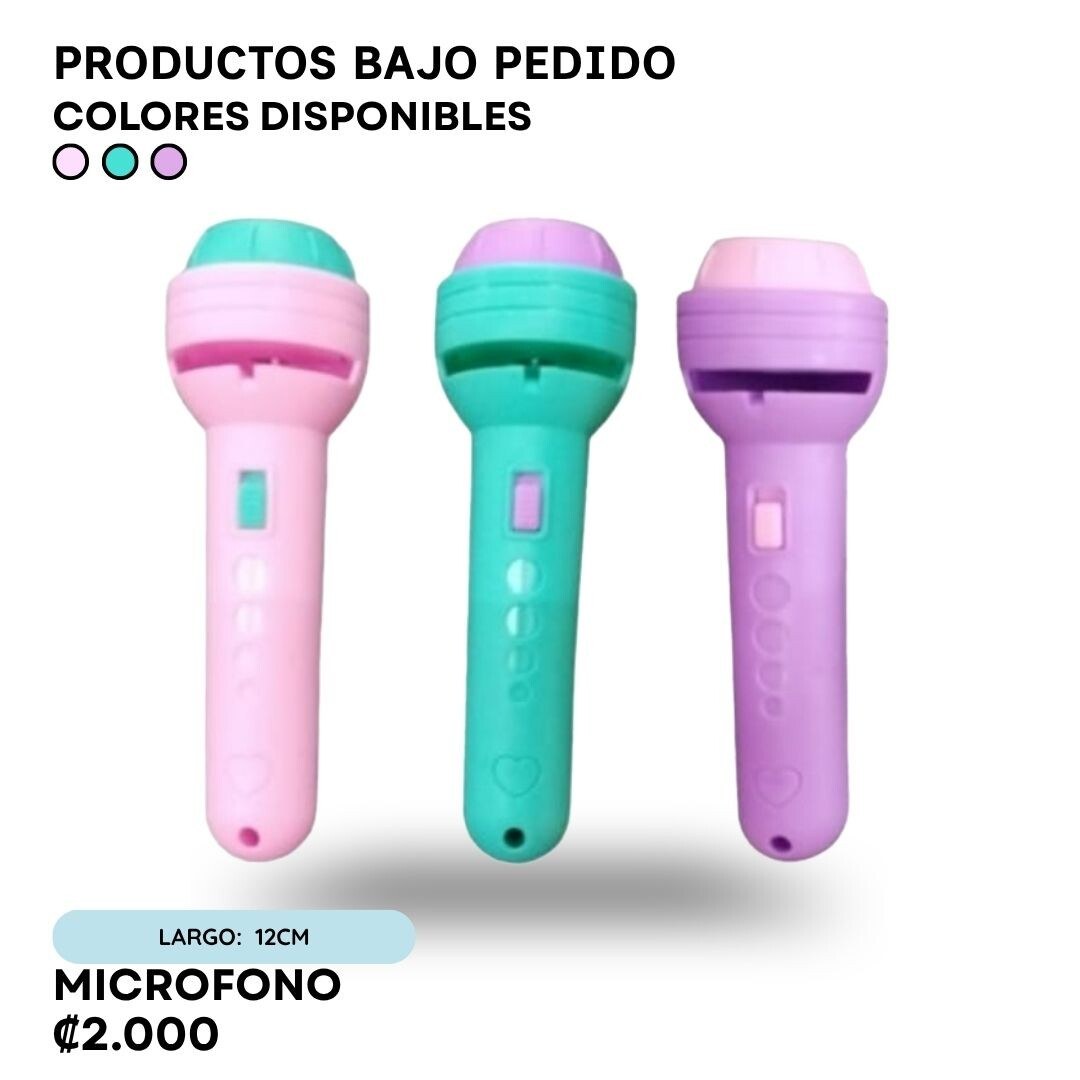 PRODUCTOS BAJO PEDIDO
COLORES DISPONIBLES
LARGO: 12CM
MICROFONO
₡2.000